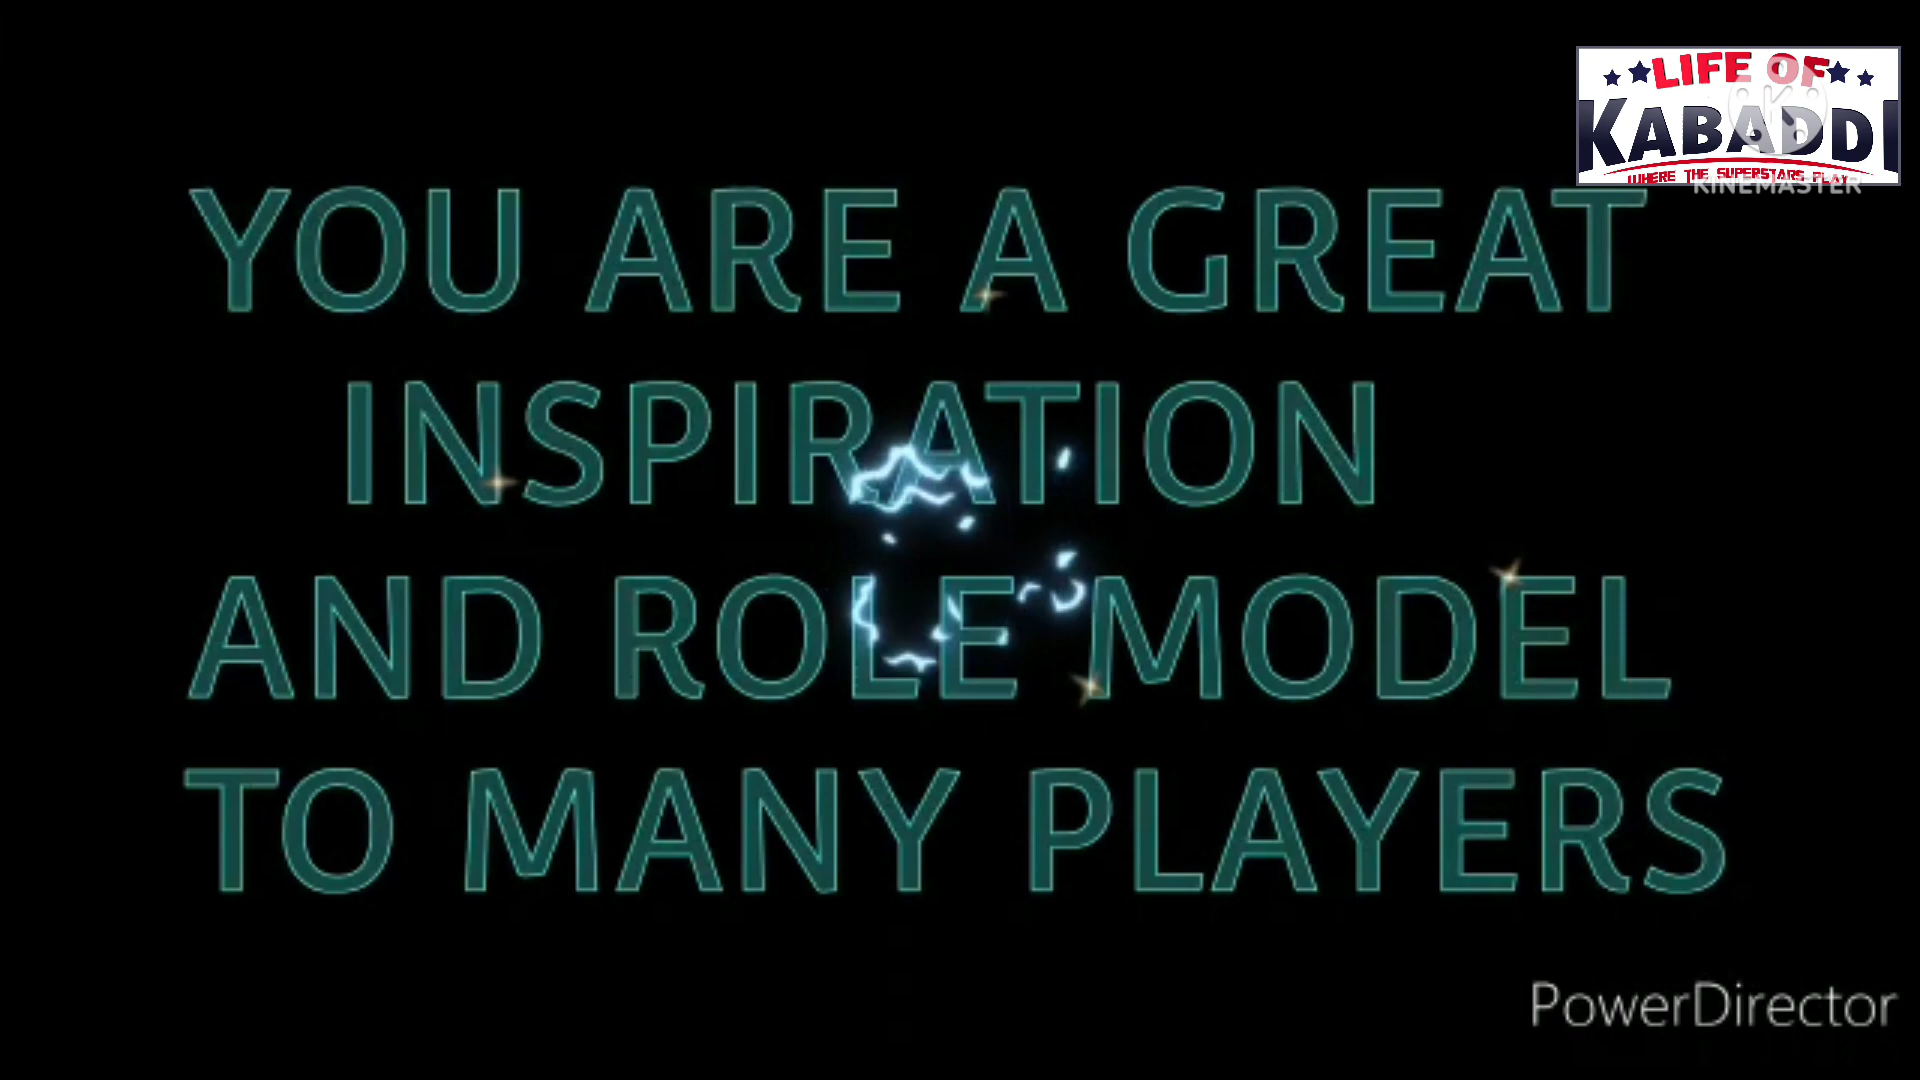 LIFE OF
KABADDI
WHERE THE SUPERSTARS PLAY
KINEMASTER
YOU ARE A GREAT
INSPIRATION
AND ROLE MODEL
TO MANY PLAYERS
PowerDirector